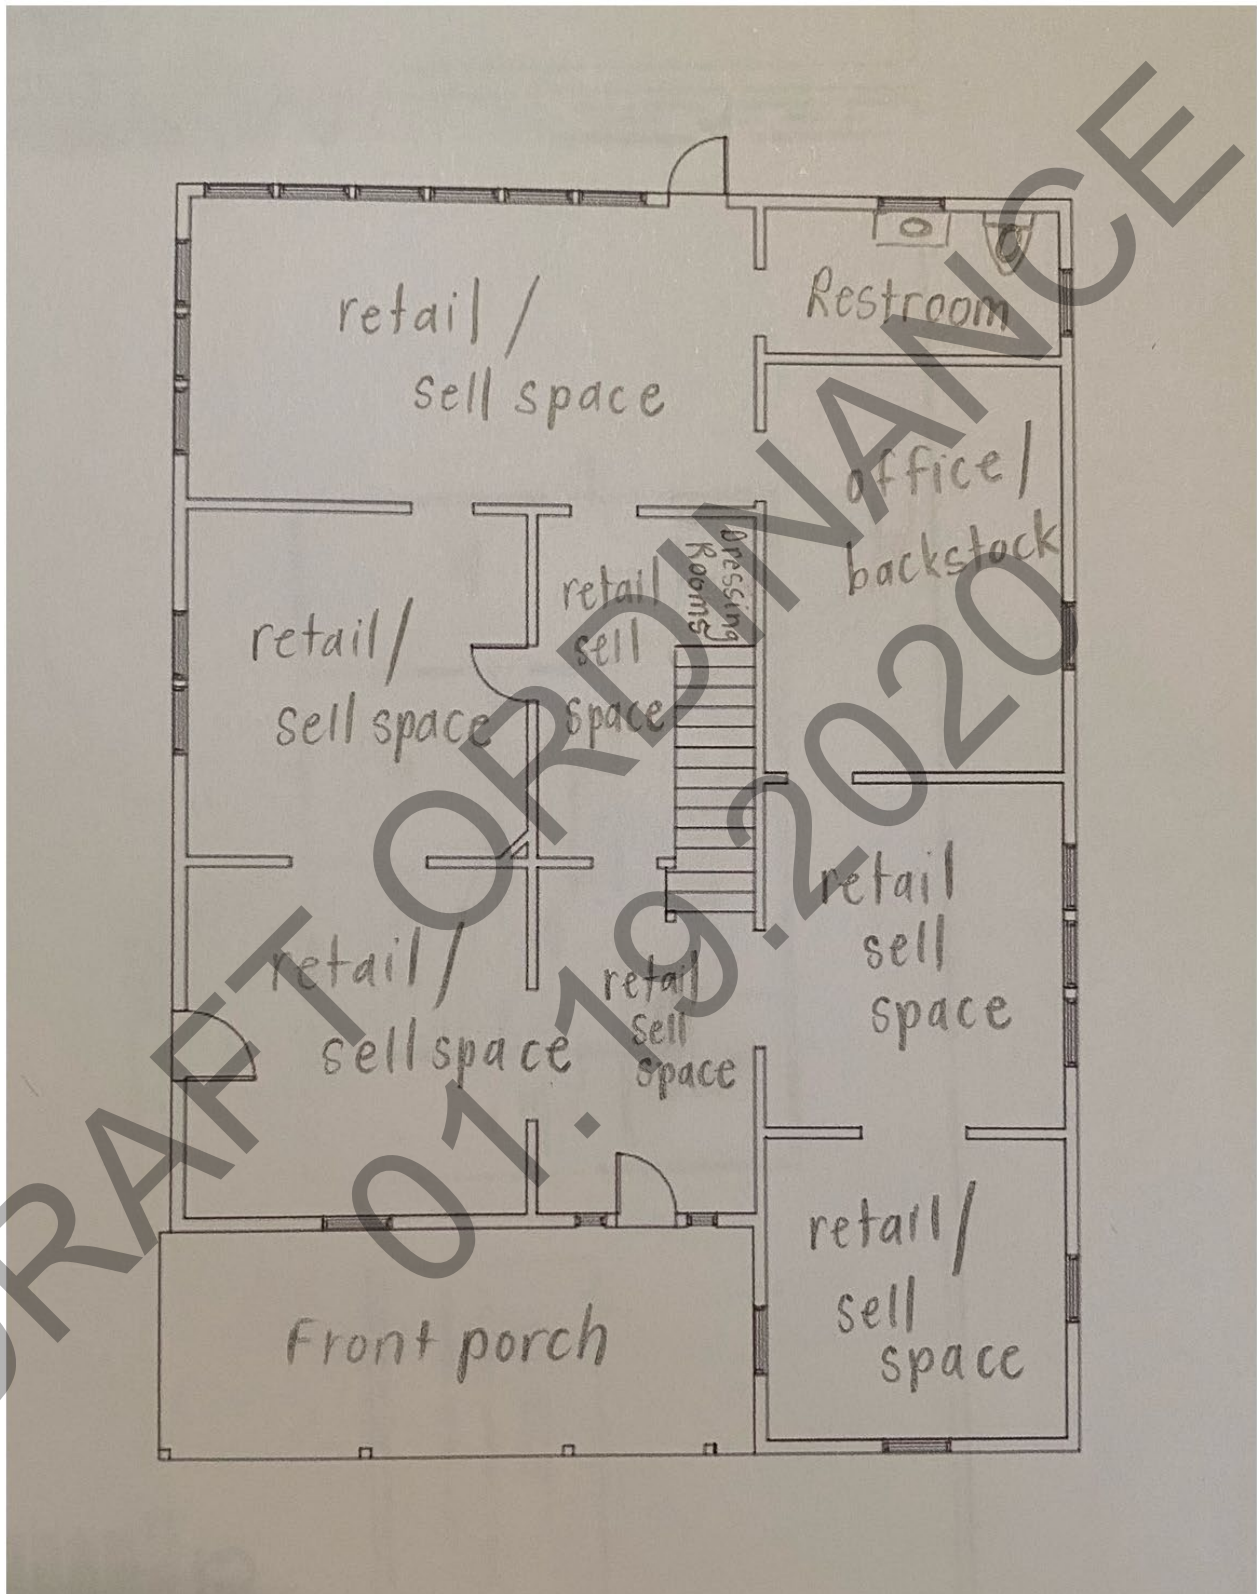 retail /
sell space
Restroom
office /
backstock
Dressing
Rooms
retail
sell
space
retail /
sell space
retail
sell
space
retail /
sell space
retail
sell
space
retail /
sell
space
Front porch
DRAFT ORDINANCE
01.19.2020